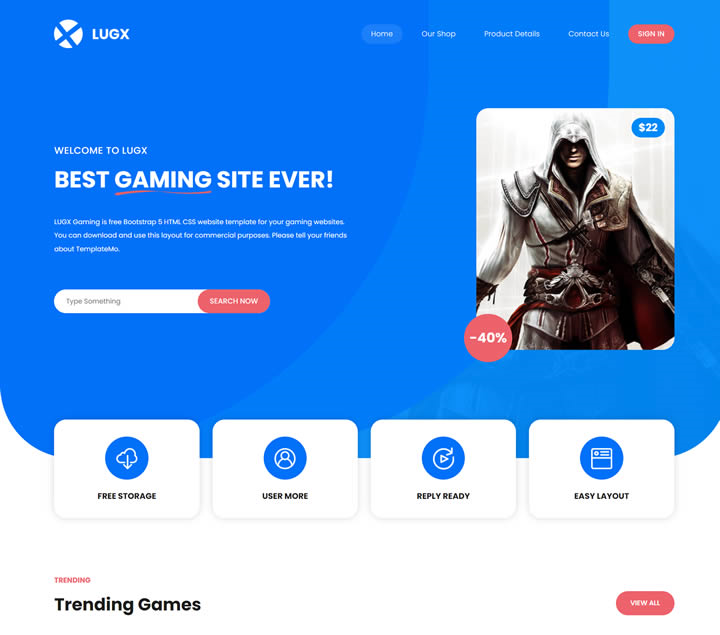 LUGX
Home
Our Shop
Product Details
Contact Us
SIGN IN
WELCOME TO LUGX
BEST GAMING SITE EVER!
LUGX Gaming is free Bootstrap 5 HTML CSS website template for your gaming websites.
You can download and use this layout for commercial purposes. Please tell your friends
about TemplateMo.
Type Something
SEARCH NOW
$22
-40%
FREE STORAGE
USER MORE
REPLY READY
EASY LAYOUT
TRENDING
Trending Games
VIEW ALL